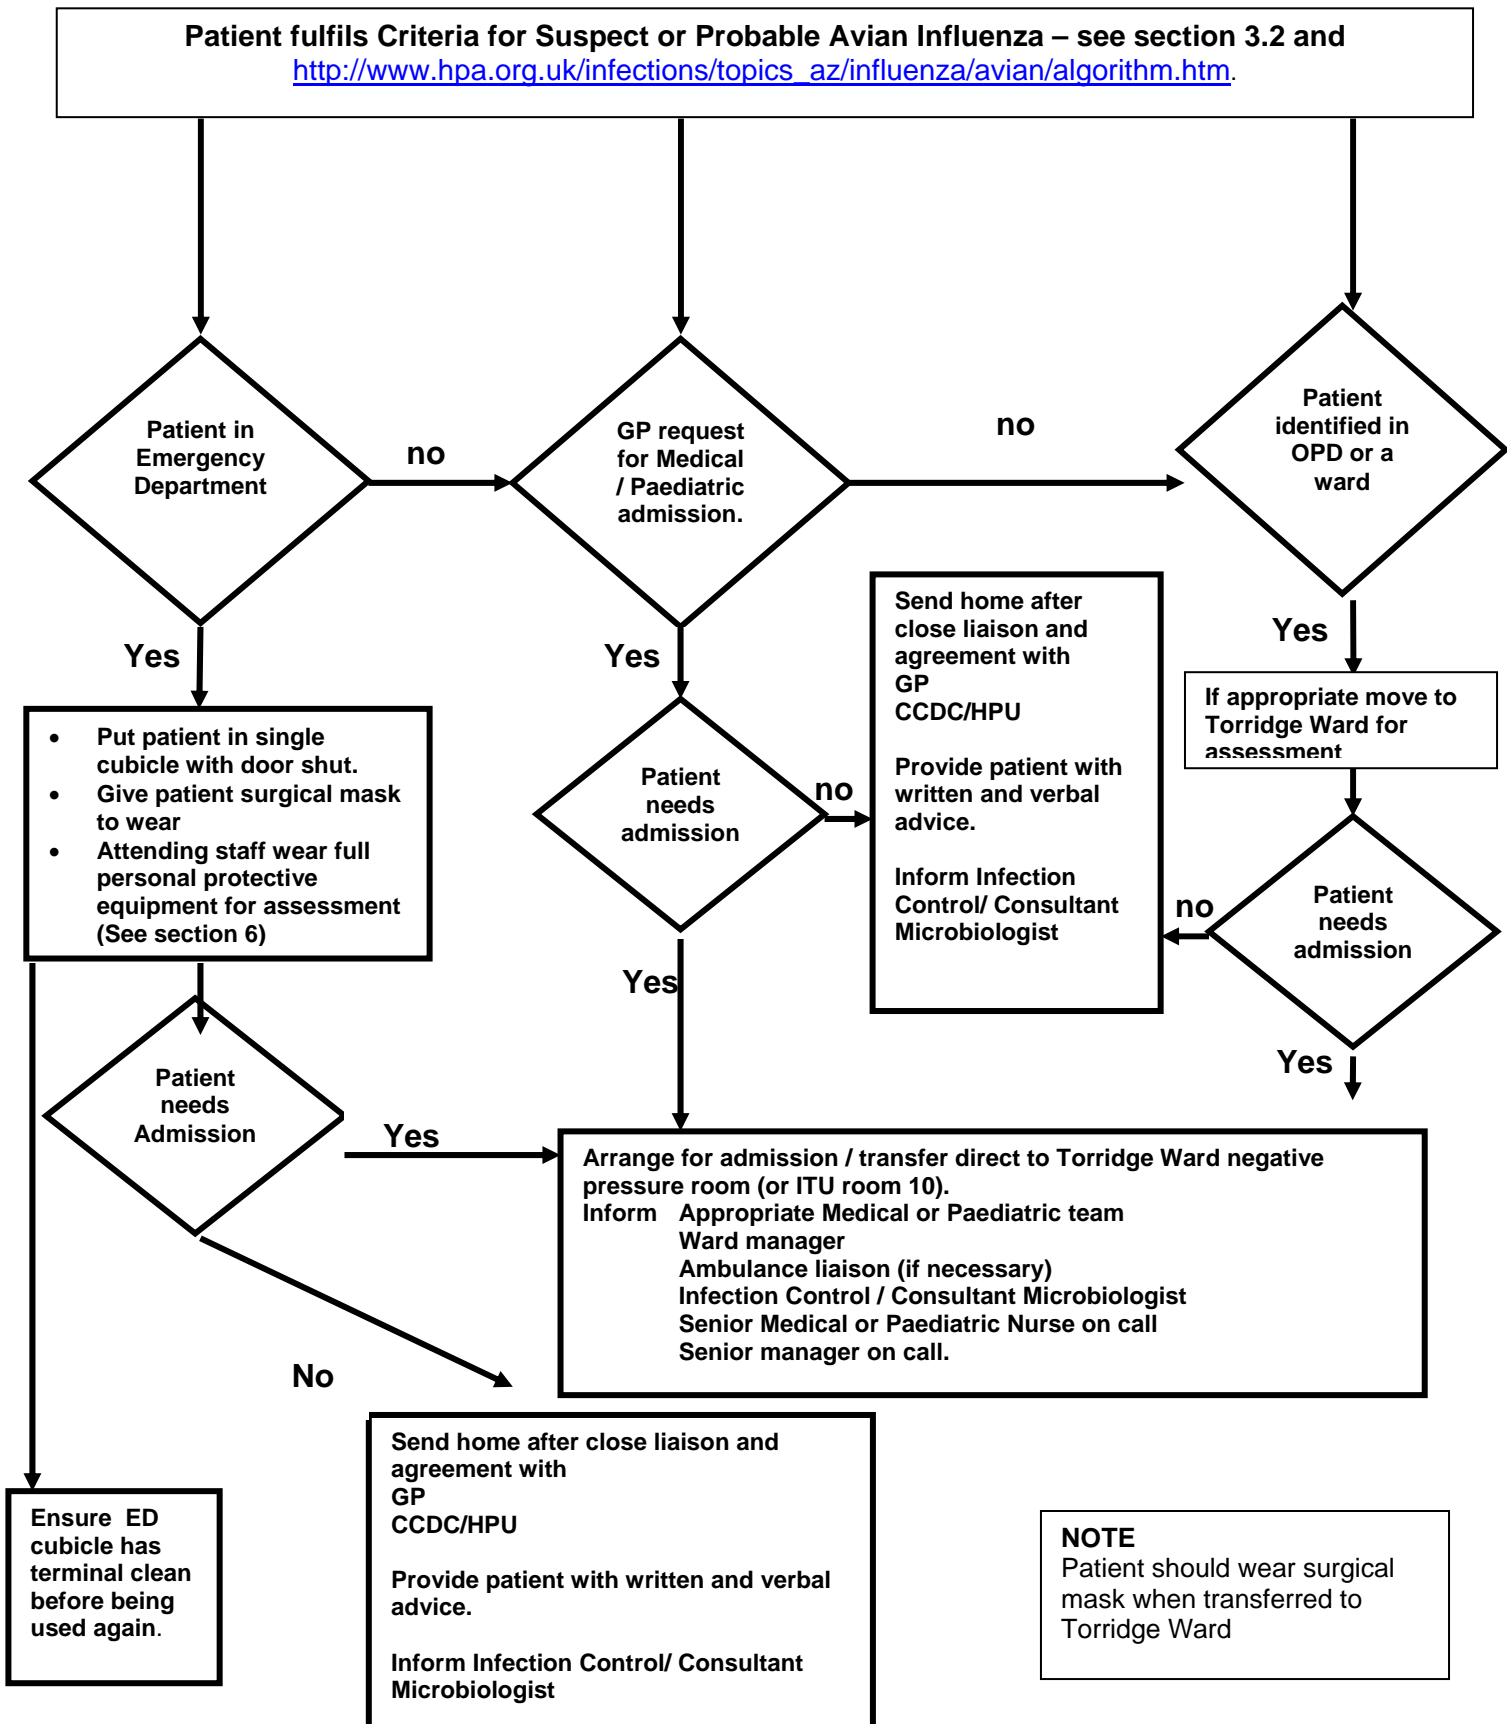 Patient fulfils Criteria for Suspect or Probable Avian Influenza – see section 3.2 and
http://www.hpa.org.uk/infections/topics_az/influenza/avian/algorithm.htm.
Patient in
Emergency
Department
no
GP request
for Medical
/ Paediatric
admission.
no
Patient
identified in
OPD or a
ward
Yes
Yes
Yes
• Put patient in single
cubicle with door shut.
• Give patient surgical mask
to wear
• Attending staff wear full
personal protective
equipment for assessment
(See section 6)
Patient
needs
admission
no
Send home after
close liaison and
agreement with
GP
CCDC/HPU
Provide patient with
written and verbal
advice.
Inform Infection
Control/ Consultant
Microbiologist
If appropriate move to
Torridge Ward for
assessment
Patient
needs
admission
no
Yes
Yes
Patient
needs
Admission
Yes
No
Arrange for admission / transfer direct to Torridge Ward negative
pressure room (or ITU room 10).
Inform Appropriate Medical or Paediatric team
Ward manager
Ambulance liaison (if necessary)
Infection Control / Consultant Microbiologist
Senior Medical or Paediatric Nurse on call
Senior manager on call.
Ensure ED
cubicle has
terminal clean
before being
used again.
Send home after close liaison and
agreement with
GP
CCDC/HPU
Provide patient with written and verbal
advice.
Inform Infection Control/ Consultant
Microbiologist
NOTE
Patient should wear surgical
mask when transferred to
Torridge Ward